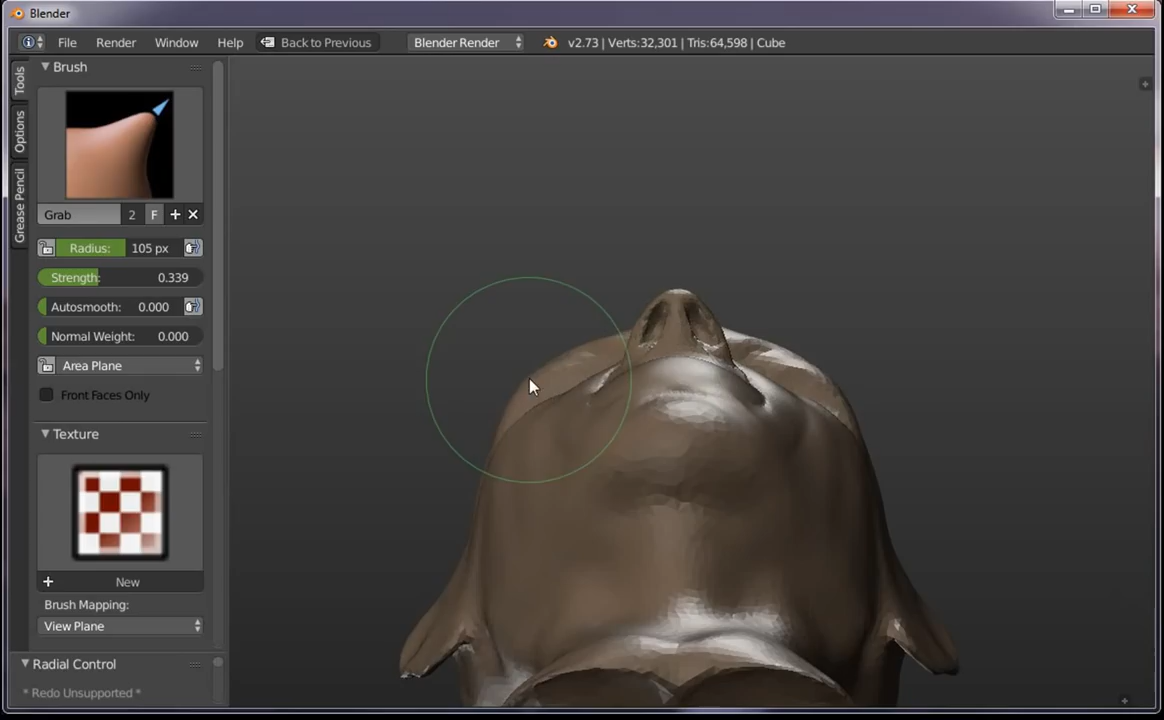 Blender
File Render Window Help Back to Previous Blender Render v2.73 | Verts:32,301 | Tris:64,598 | Cube
Tools
Options
Grease Pencil
Brush
Grab 2 F
Radius: 105 px
Strength: 0.339
Autosmooth: 0.000
Normal Weight: 0.000
Area Plane
Front Faces Only
Texture
New
Brush Mapping:
View Plane
Radial Control
* Redo Unsupported *